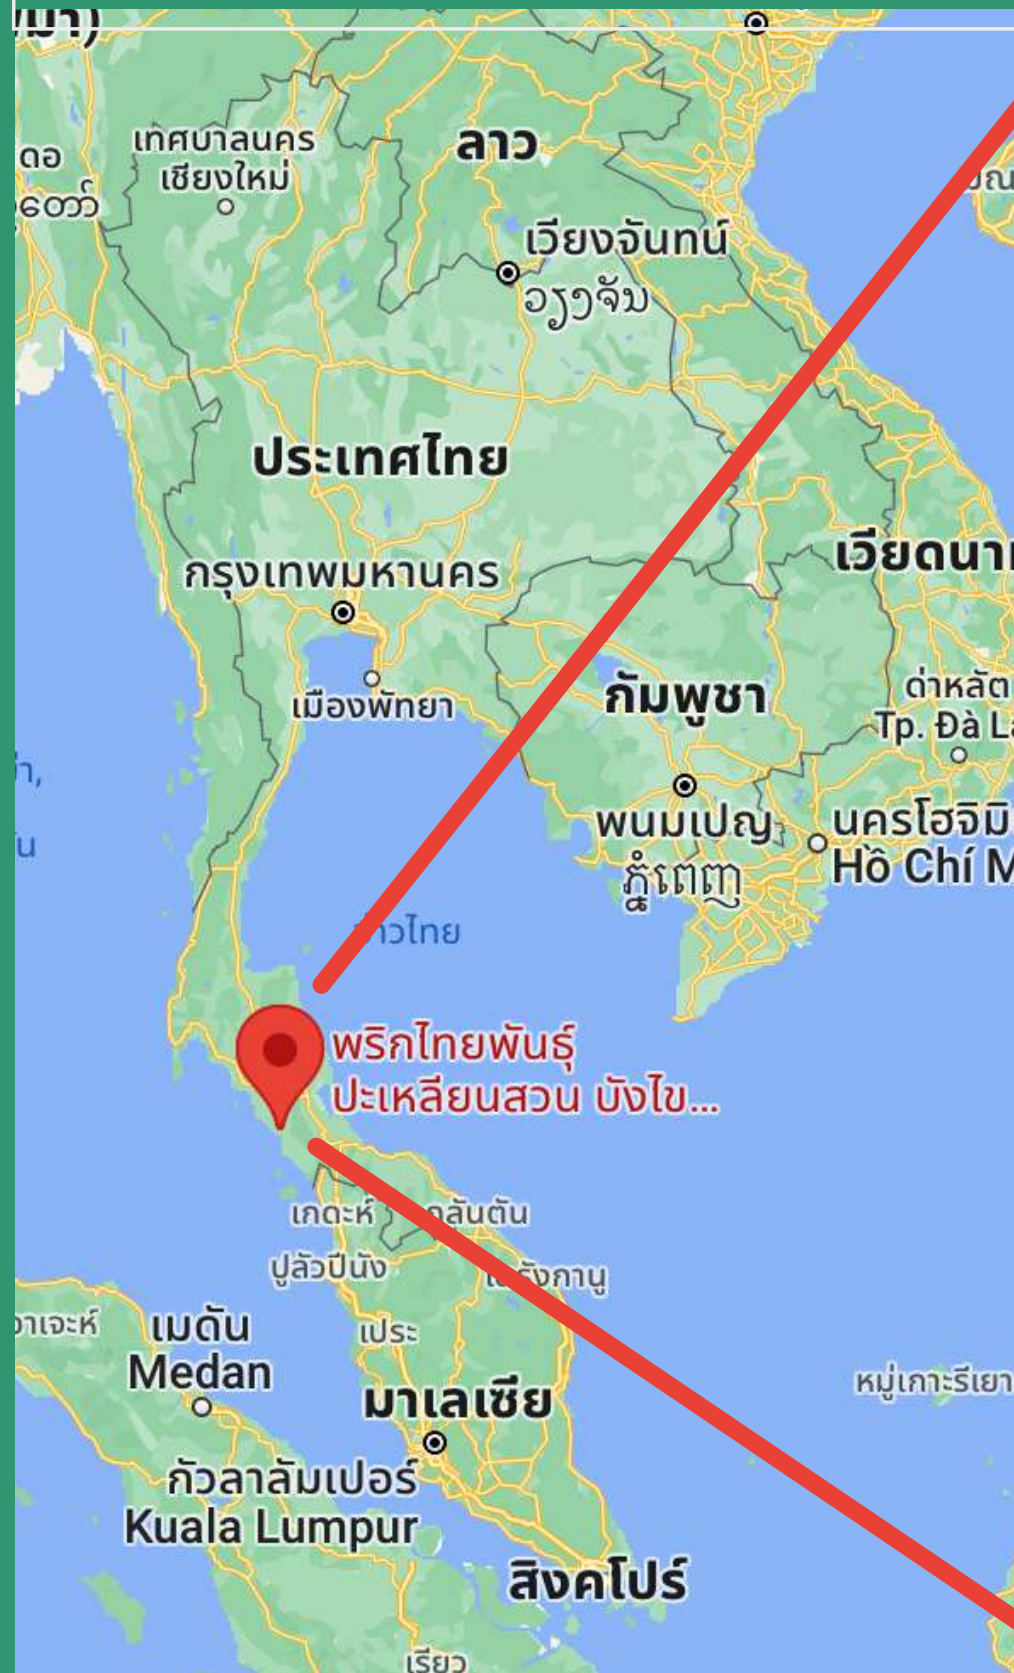 เทศบาลนคร
เชียงใหม่
ลาว
เวียงจันทน์
ວຽງຈັນ
ประเทศไทย
กรุงเทพมหานคร
เมืองพัทยา
กัมพูชา
ด่าหลัต
Tp. Đà L
พนมเปญ
ភ្នំពេញ
นครโฮจิมิ
Hồ Chí M
พริกไทยพันธุ์
ปะเหลียนสวน บังไข...
เกดะห์
ปูลัวปีนัง
เประ
เมดัน
Medan
มาเลเซีย
หมู่เกาะรีเยา
กัวลาลัมเปอร์
Kuala Lumpur
สิงคโปร์
เรียว